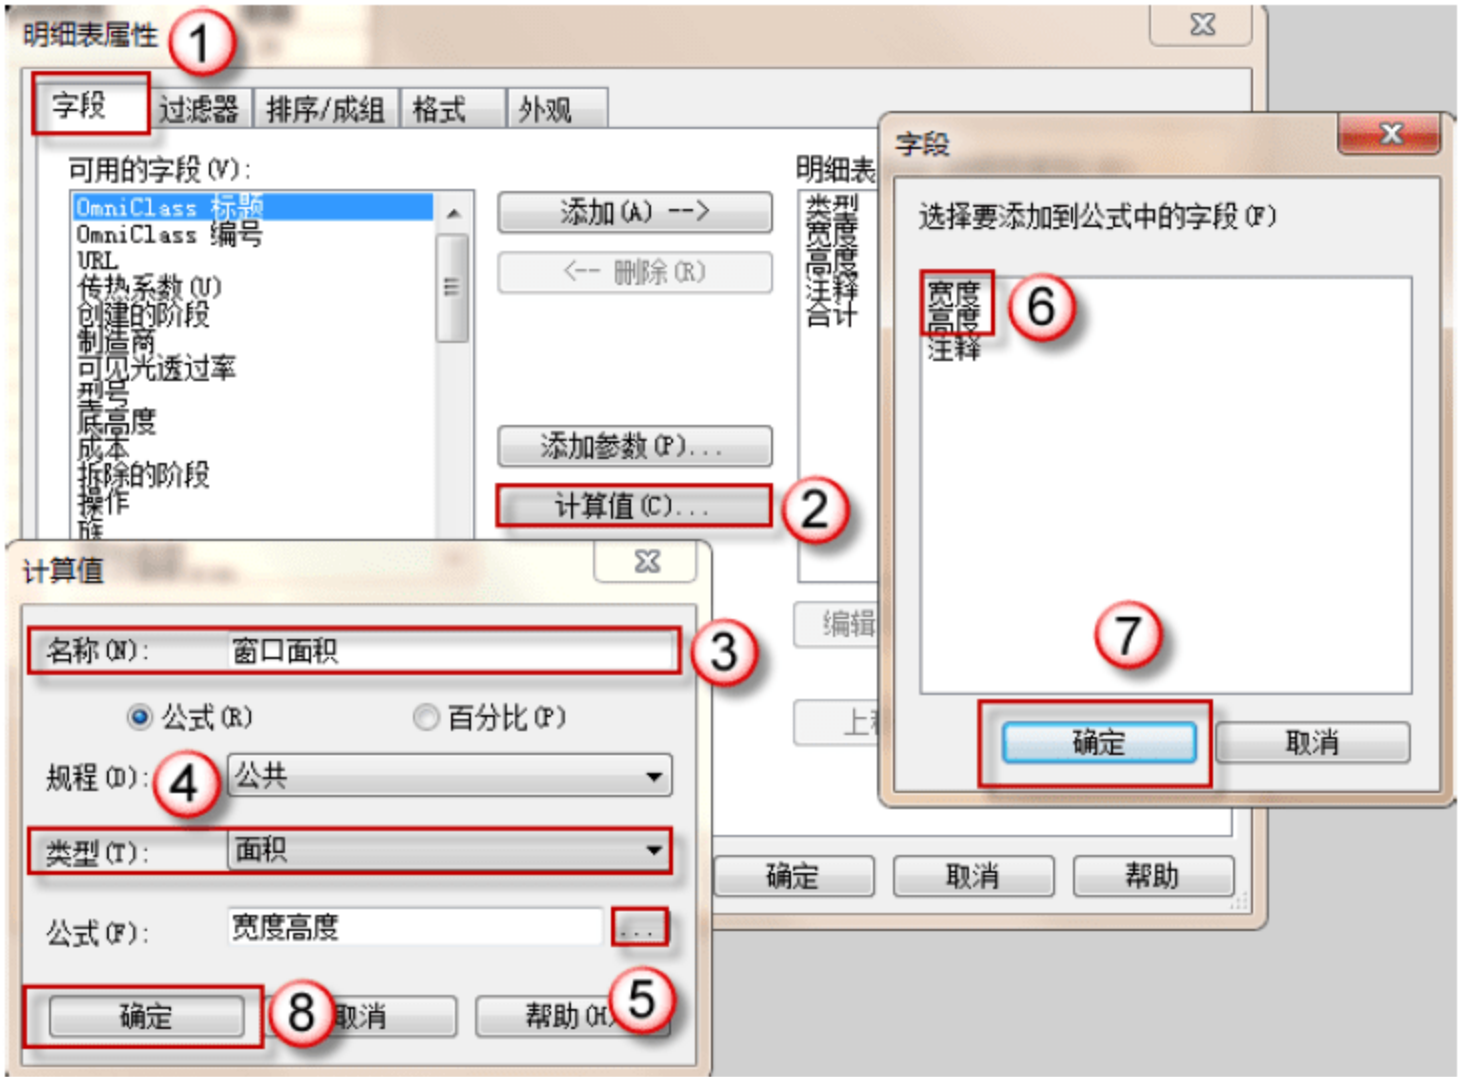 明细表属性
1
字段
过滤器
排序/成组
格式
外观
可用的字段(V):
OmniClass 标题
OmniClass 编号
URL
传热系数(U)
创建的阶段
制造商
可见光透过率
型号
底高度
成本
拆除的阶段
操作
族
添加(A) -->
<-- 删除(R)
添加参数(P)...
计算值(C)...
2
明细表
类型
宽度
高度
注释
合计
编辑
上移
确定
取消
帮助
字段
选择要添加到公式中的字段(F)
宽度
高度
注释
6
7
确定
取消
计算值
名称(N):
窗口面积
3
公式(R)
百分比(P)
规程(D):
4
公共
类型(T):
面积
公式(F):
宽度高度
...
5
确定
8
取消
帮助(H)